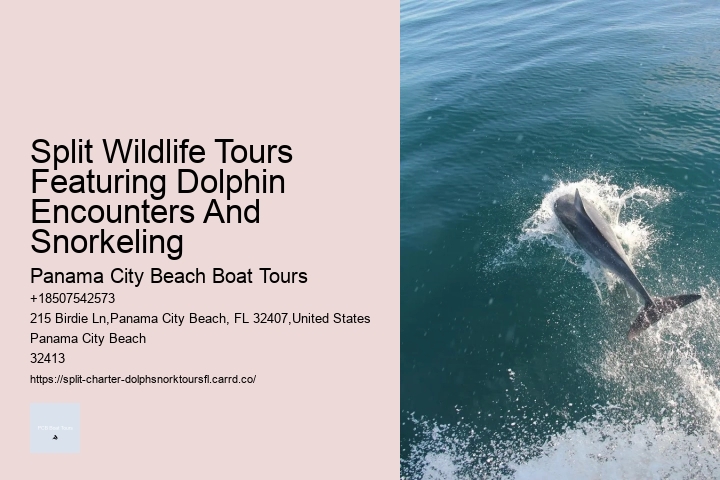 Split Wildlife Tours
Featuring Dolphin
Encounters And
Snorkeling
Panama City Beach Boat Tours
+18507542573
215 Birdie Ln,Panama City Beach, FL 32407,United States
Panama City Beach
32413
https://split-charter-dolphsnorktoursfl.carrd.co/